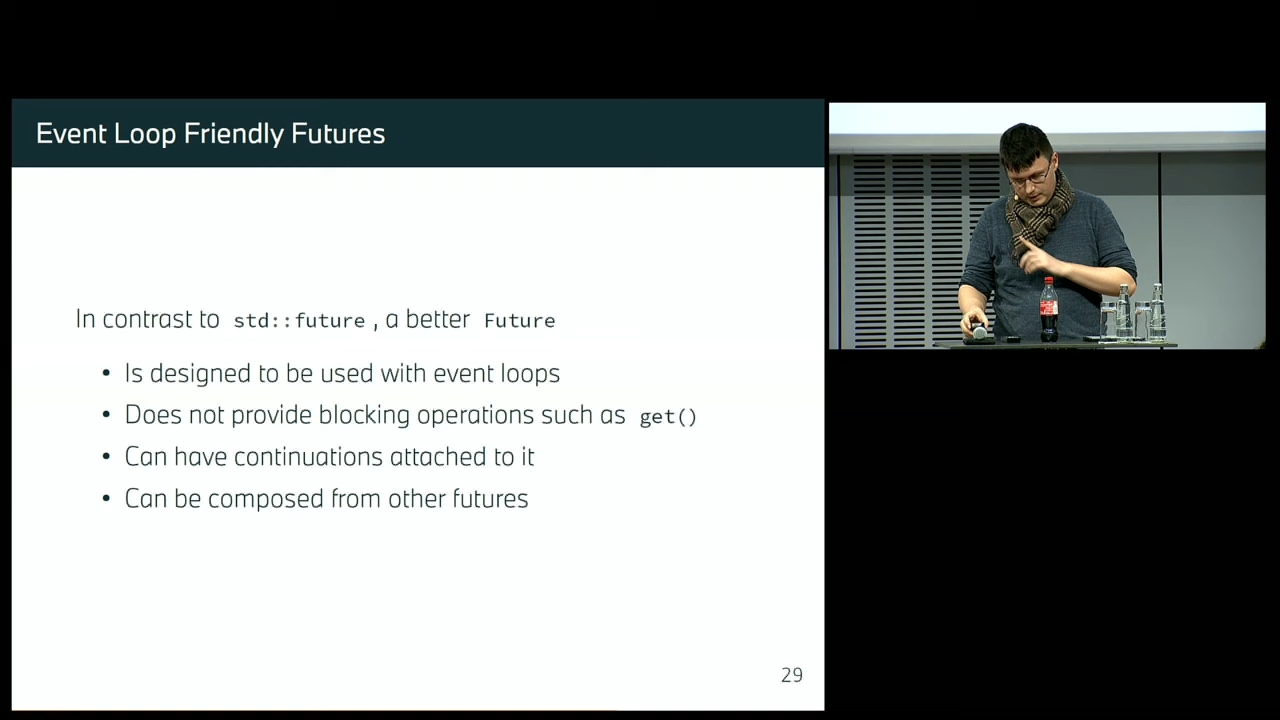 Event Loop Friendly Futures
In contrast to std::future, a better Future
• Is designed to be used with event loops
• Does not provide blocking operations such as get()
• Can have continuations attached to it
• Can be composed from other futures
29